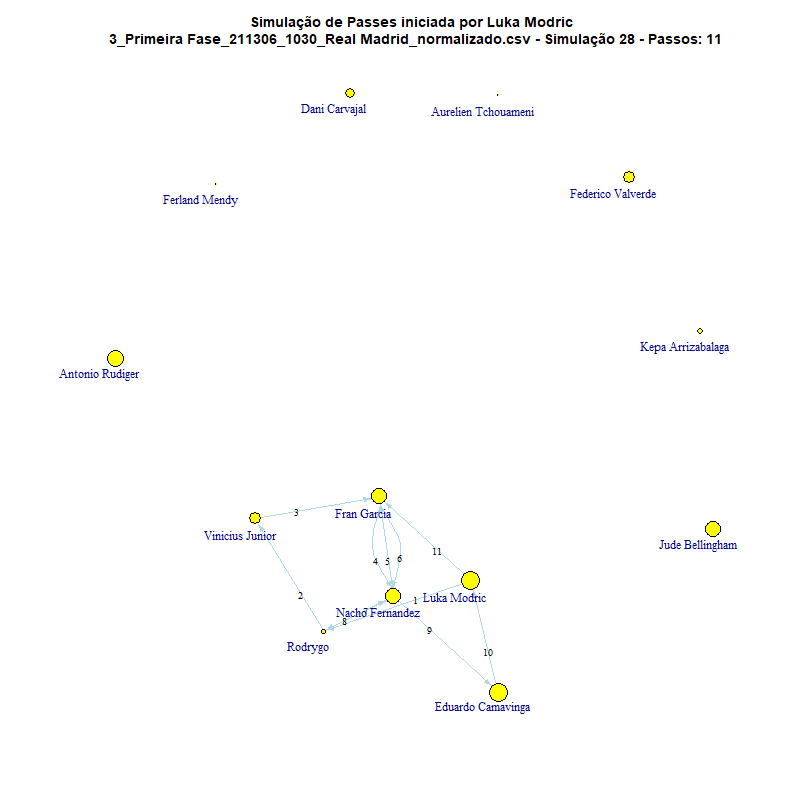 Simulação de Passes iniciada por Luka Modric
3_Primeira Fase_211306_1030_Real Madrid_normalizado.csv - Simulação 28 - Passos: 11
Dani Carvajal
Aurelien Tchouameni
Ferland Mendy
Federico Valverde
Kepa Arrizabalaga
Antonio Rudiger
3
Fran Garcia
Vinicius Junior
Jude Bellingham
11
4
5
6
2
Luka Modric
1
Nacho Fernandez
7
8
9
Rodrygo
10
Eduardo Camavinga